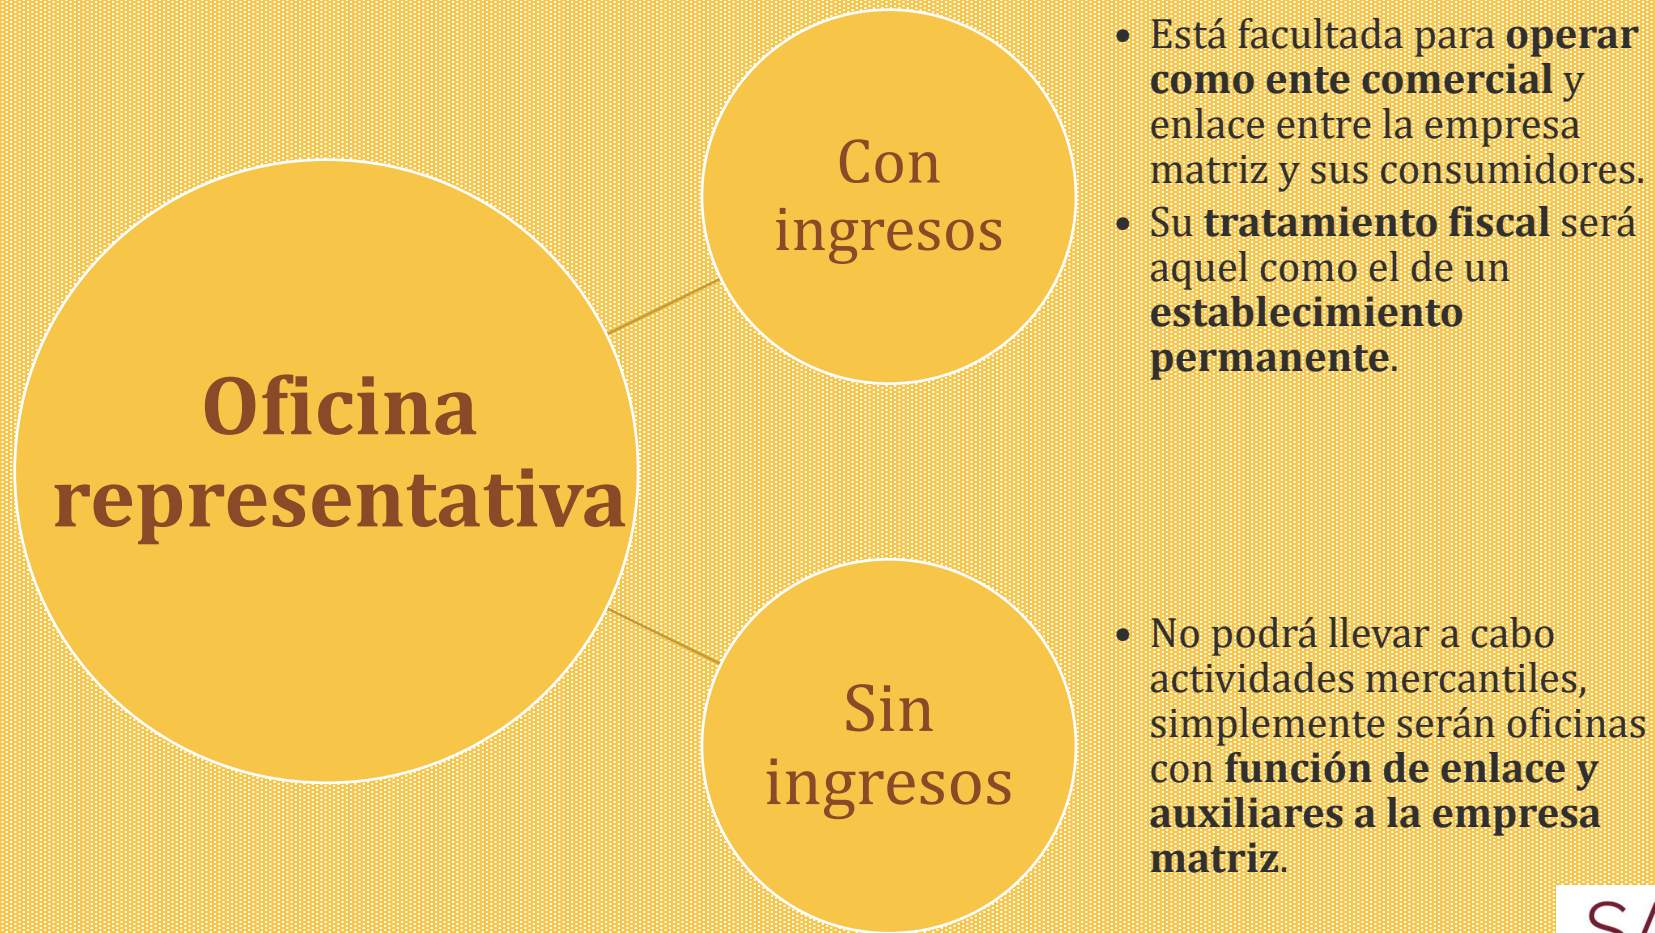 Oficina
representativa
Con
ingresos
• Está facultada para operar
como ente comercial y
enlace entre la empresa
matriz y sus consumidores.
• Su tratamiento fiscal será
aquel como el de un
establecimiento
permanente.
Sin
ingresos
• No podrá llevar a cabo
actividades mercantiles,
simplemente serán oficinas
con función de enlace y
auxiliares a la empresa
matriz.